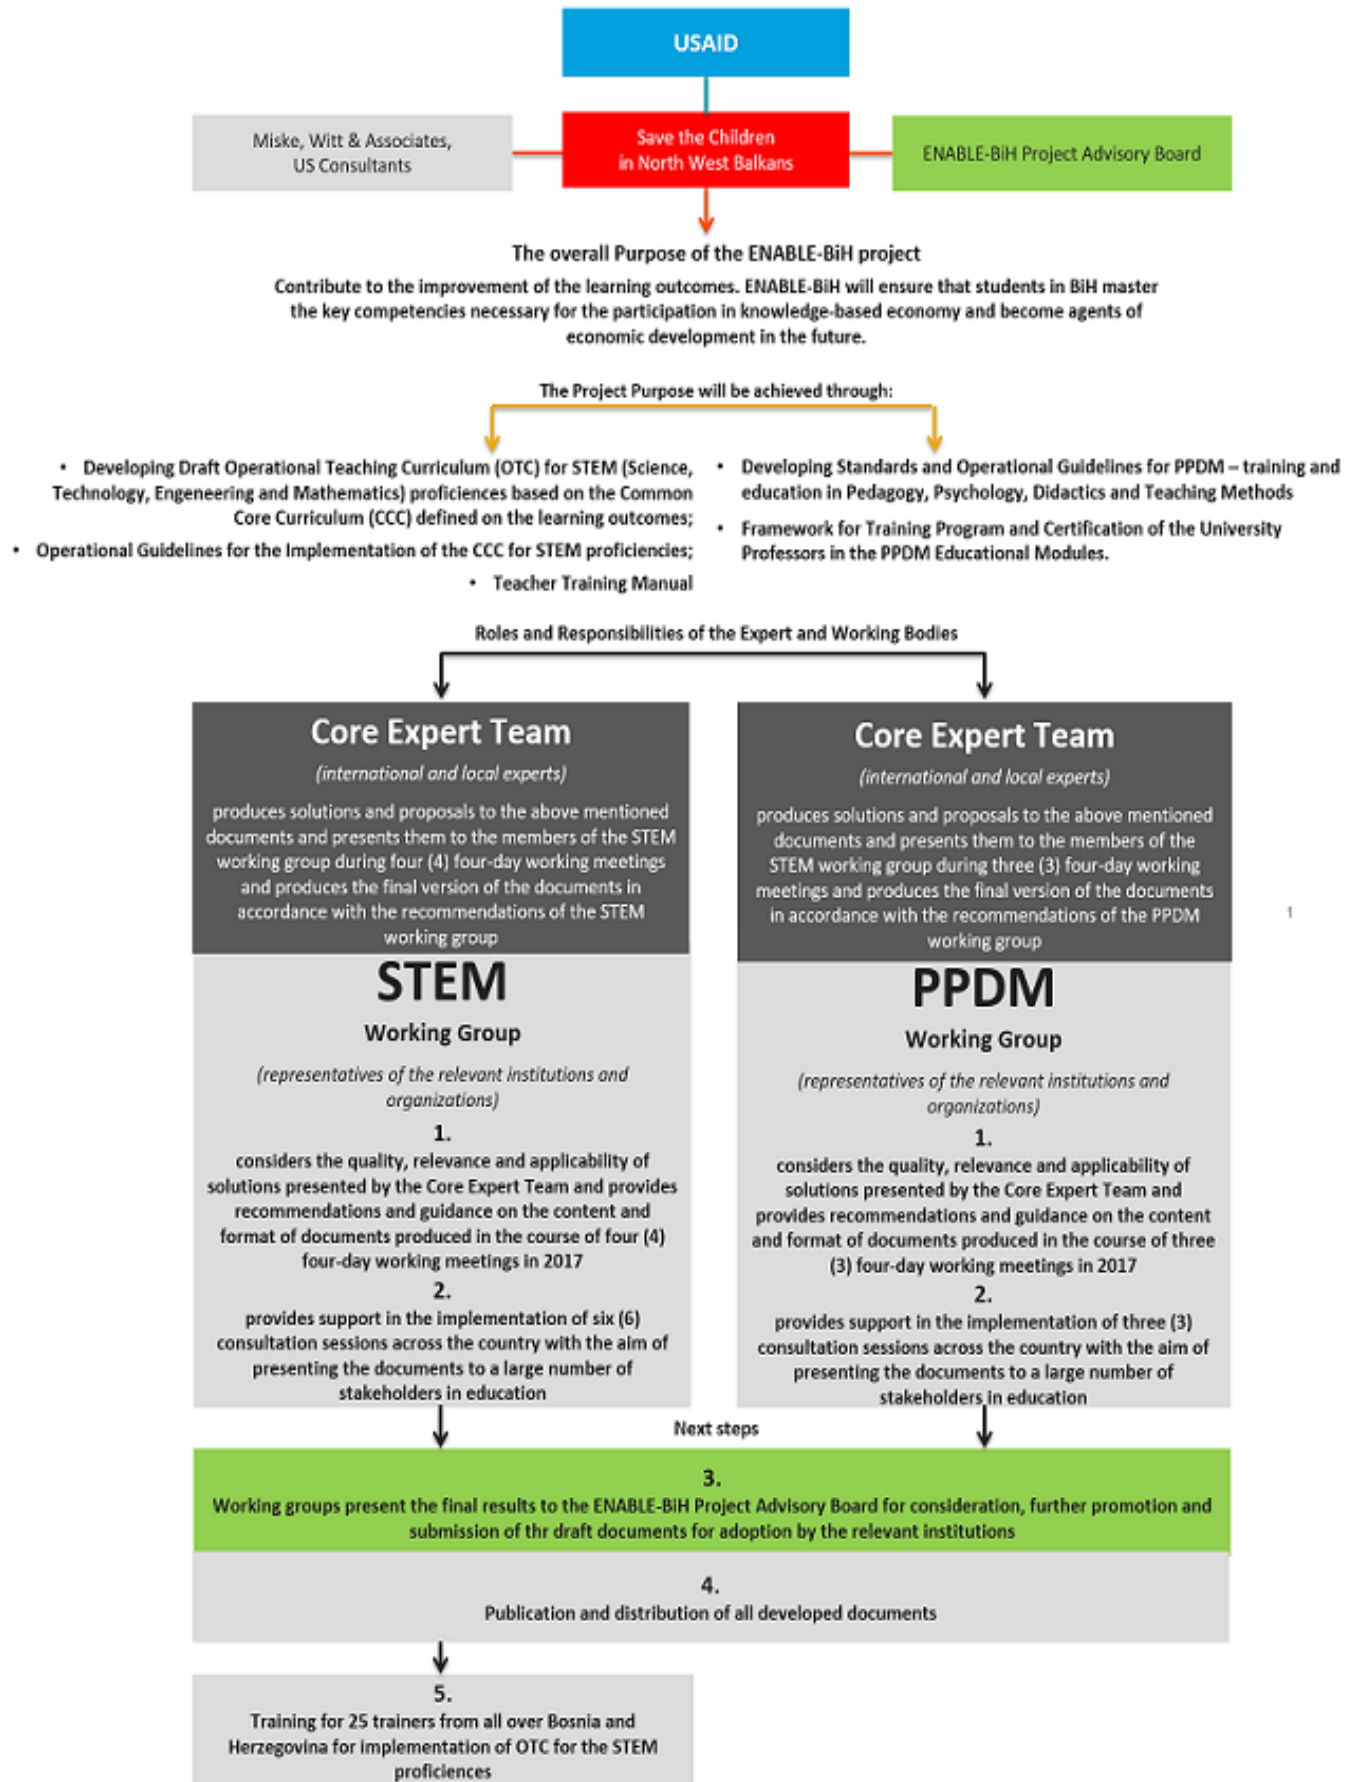 USAID
Miske, Witt & Associates,
US Consultants
Save the Children
in North West Balkans
ENABLE-BiH Project Advisory Board
The overall Purpose of the ENABLE-BiH project
Contribute to the improvement of the learning outcomes. ENABLE-BiH will ensure that students in BiH master
the key competencies necessary for the participation in knowledge-based economy and become agents of
economic development in the future.
The Project Purpose will be achieved through:
• Developing Draft Operational Teaching Curriculum (OTC) for STEM (Science,
Technology, Engeneering and Mathematics) proficiences based on the Common
Core Curriculum (CCC) defined on the learning outcomes;
• Operational Guidelines for the Implementation of the CCC for STEM proficiencies;
• Teacher Training Manual
• Developing Standards and Operational Guidelines for PPDM – training and
education in Pedagogy, Psychology, Didactics and Teaching Methods
• Framework for Training Program and Certification of the University
Professors in the PPDM Educational Modules.
Roles and Responsibilities of the Expert and Working Bodies
Core Expert Team
(international and local experts)
produces solutions and proposals to the above mentioned
documents and presents them to the members of the STEM
working group during four (4) four-day working meetings
and produces the final version of the documents in
accordance with the recommendations of the STEM
working group
STEM
Working Group
(representatives of the relevant institutions and
organizations)
1.
considers the quality, relevance and applicability of
solutions presented by the Core Expert Team and provides
recommendations and guidance on the content and
format of documents produced in the course of four (4)
four-day working meetings in 2017
2.
provides support in the implementation of six (6)
consultation sessions across the country with the aim of
presenting the documents to a large number of
stakeholders in education
Core Expert Team
(international and local experts)
produces solutions and proposals to the above mentioned
documents and presents them to the members of the
STEM working group during three (3) four-day working
meetings and produces the final version of the documents
in accordance with the recommendations of the PPDM
working group
PPDM
Working Group
(representatives of the relevant institutions and
organizations)
1.
considers the quality, relevance and applicability of
solutions presented by the Core Expert Team and
provides recommendations and guidance on the content
and format of documents produced in the course of three
(3) four-day working meetings in 2017
2.
provides support in the implementation of three (3)
consultation sessions across the country with the aim of
presenting the documents to a large number of
stakeholders in education
1
Next steps
3.
Working groups present the final results to the ENABLE-BiH Project Advisory Board for consideration, further promotion and
submission of thr draft documents for adoption by the relevant institutions
4.
Publication and distribution of all developed documents
5.
Training for 25 trainers from all over Bosnia and
Herzegovina for implementation of OTC for the STEM
proficiences